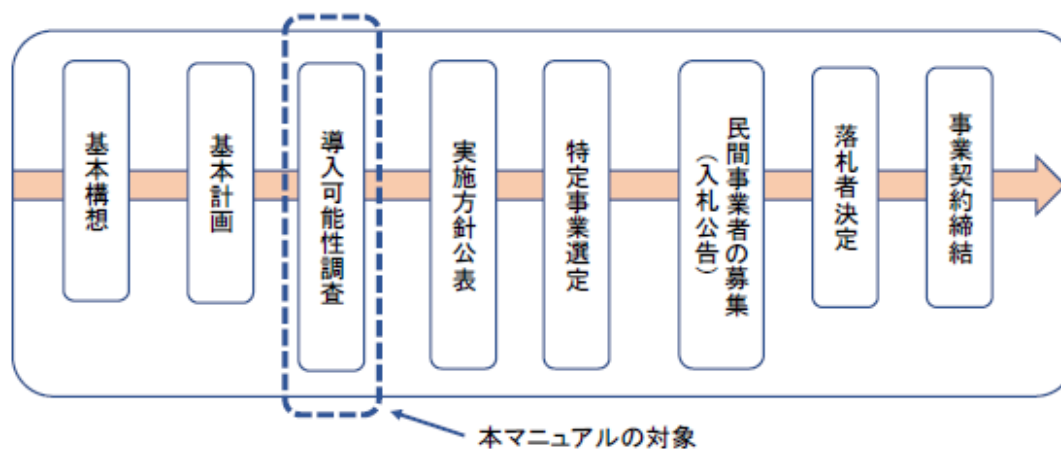 基本構想
基本計画
導入可能性調査
実施方針公表
特定事業選定
民間事業者の募集
（入札公告）
落札者決定
事業契約締結
本マニュアルの対象